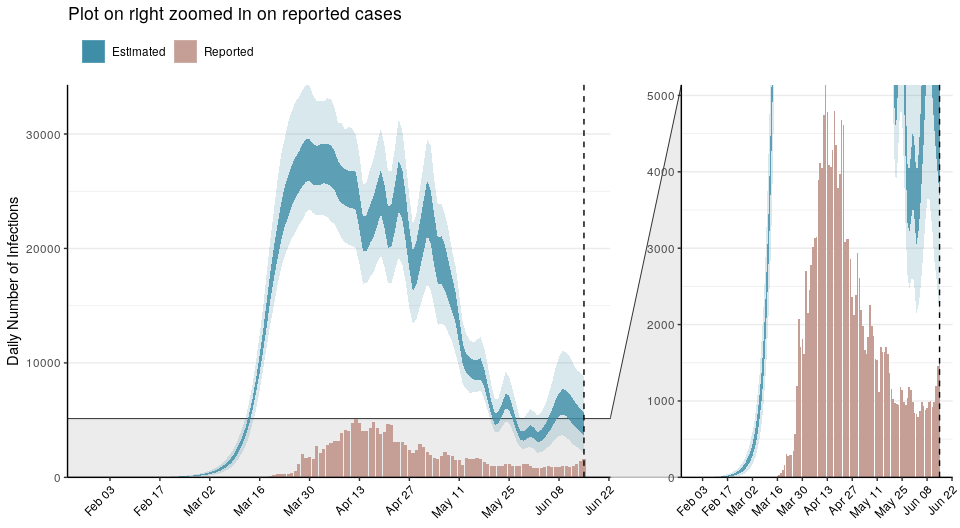 Plot on right zoomed in on reported cases
Estimated Reported
Daily Number of Infections
30000
20000
10000
0
Feb 03 Feb 17 Mar 02 Mar 16 Mar 30 Apr 13 Apr 27 May 11 May 25 Jun 08 Jun 22
5000
4000
3000
2000
1000
0
Feb 03 Feb 17 Mar 02 Mar 16 Mar 30 Apr 13 Apr 27 May 11 May 25 Jun 08 Jun 22